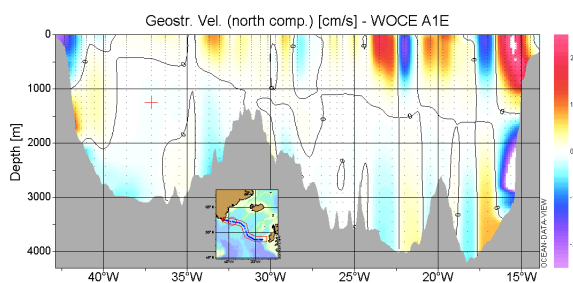 Geostr. Vel. (north comp.) [cm/s] - WOCE A1E
Depth [m]
0
1000
2000
3000
4000
40°W 35°W 30°W 25°W 20°W 15°W
OCEAN-DATA-VIEW